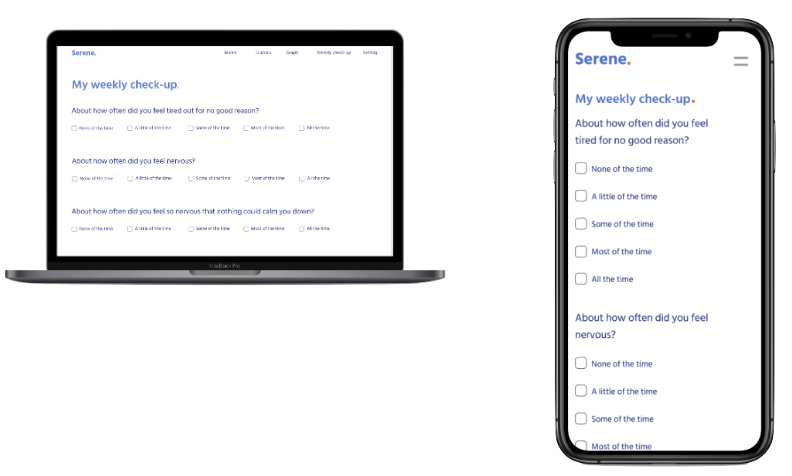 Serene.
Home Journals Graph Weekly check-up Setting
My weekly check-up.
About how often did you feel tired out for no good reason?
None of the time A little of the time Some of the time Most of the time All the time
About how often did you feel nervous?
None of the time A little of the time Some of the time Most of the time All the time
About how often did you feel so nervous that nothing could calm you down?
None of the time A little of the time Some of the time Most of the time All the time
MacBook Pro
Serene.
My weekly check-up.
About how often did you feel
tired for no good reason?
None of the time
A little of the time
Some of the time
Most of the time
All the time
About how often did you feel
nervous?
None of the time
A little of the time
Some of the time
Most of the time